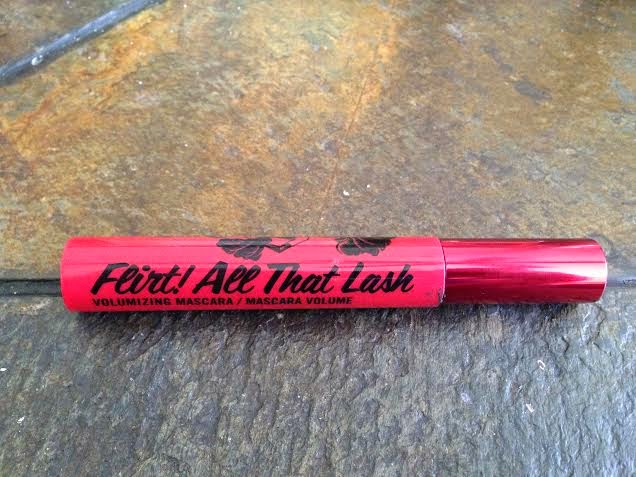 Flirt! All That Lash
VOLUMIZING MASCARA / MASCARA VOLUME